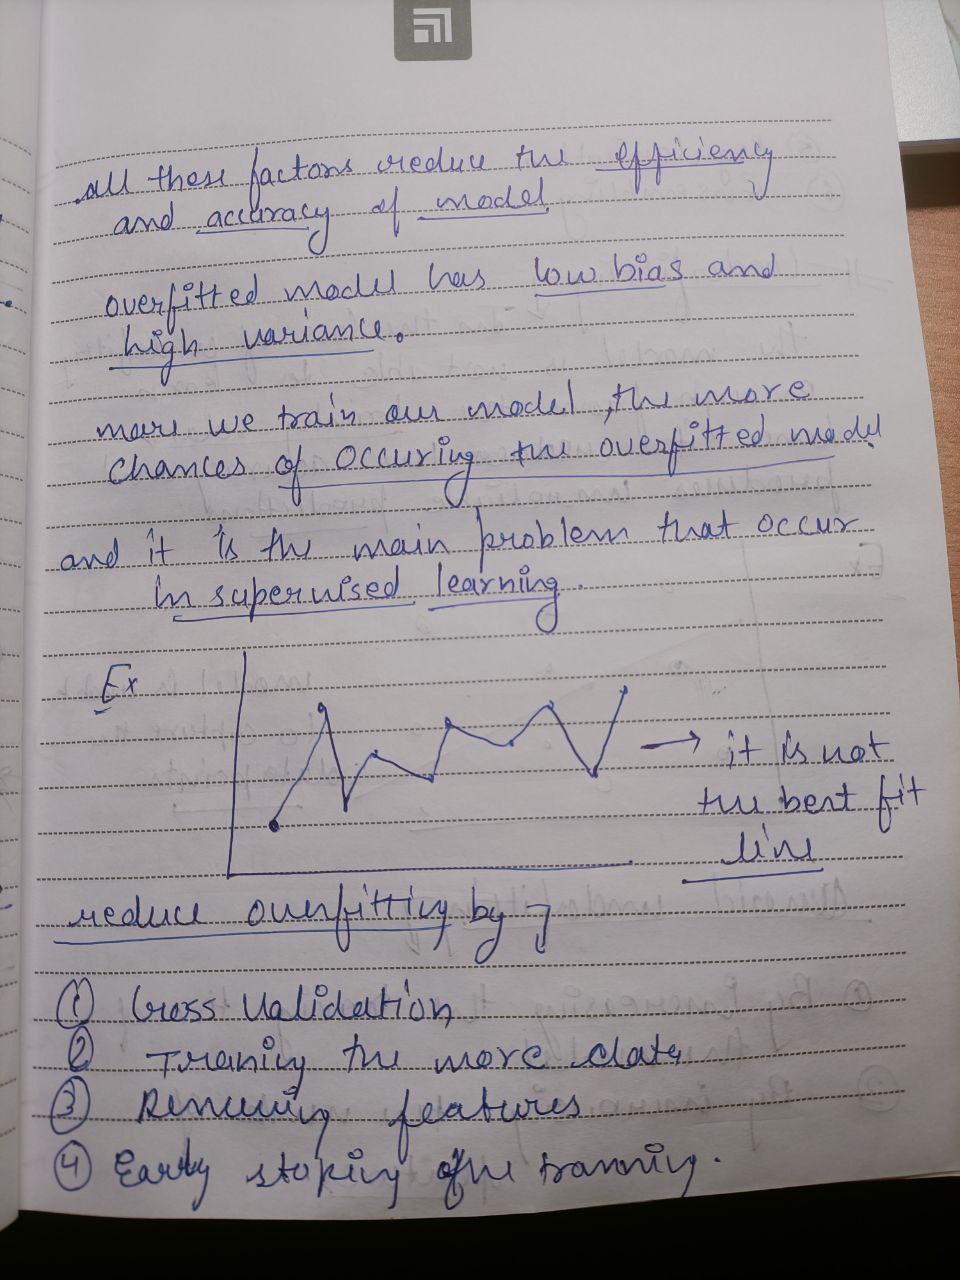 all these factors reduce the efficiency
and accuracy of model
overfitted model has low bias and
high variance.
more we train our model, the more
chances of occuring the overfitted model
and it is the main problem that occur
in supervised learning.
Ex
→ it is not
the best fit
line
reduce overfitting by
① Cross Validation
② Traning the more data
③ Removing features
④ Early stoping of the tranning.